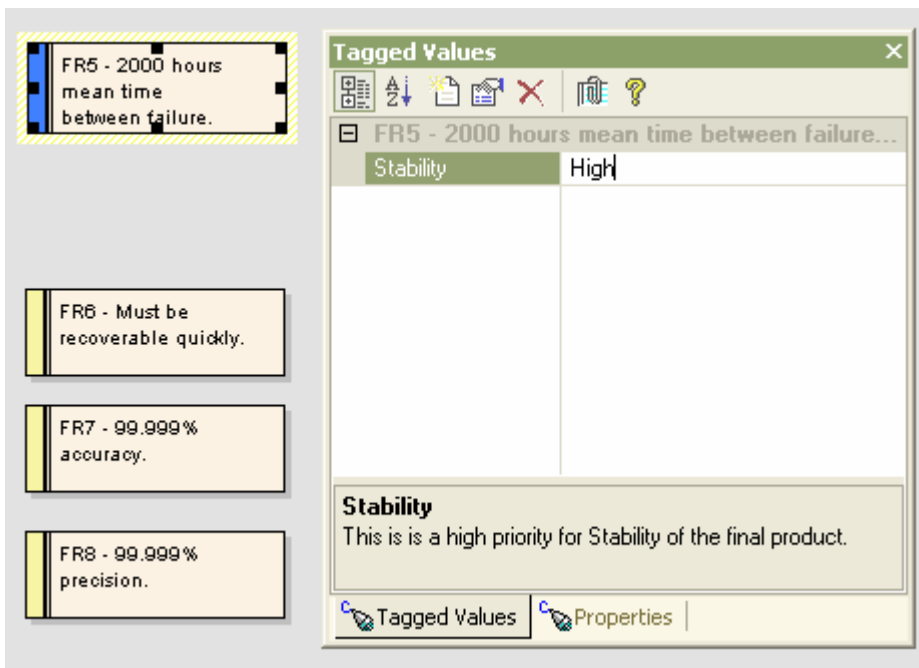 FR5 - 2000 hours
mean time
between failure.
FR6 - Must be
recoverable quickly.
FR7 - 99.999%
accuracy.
FR8 - 99.999%
precision.
Tagged Values
FR5 - 2000 hours mean time between failure...
Stability High
Stability
This is is a high priority for Stability of the final product.
Tagged Values Properties